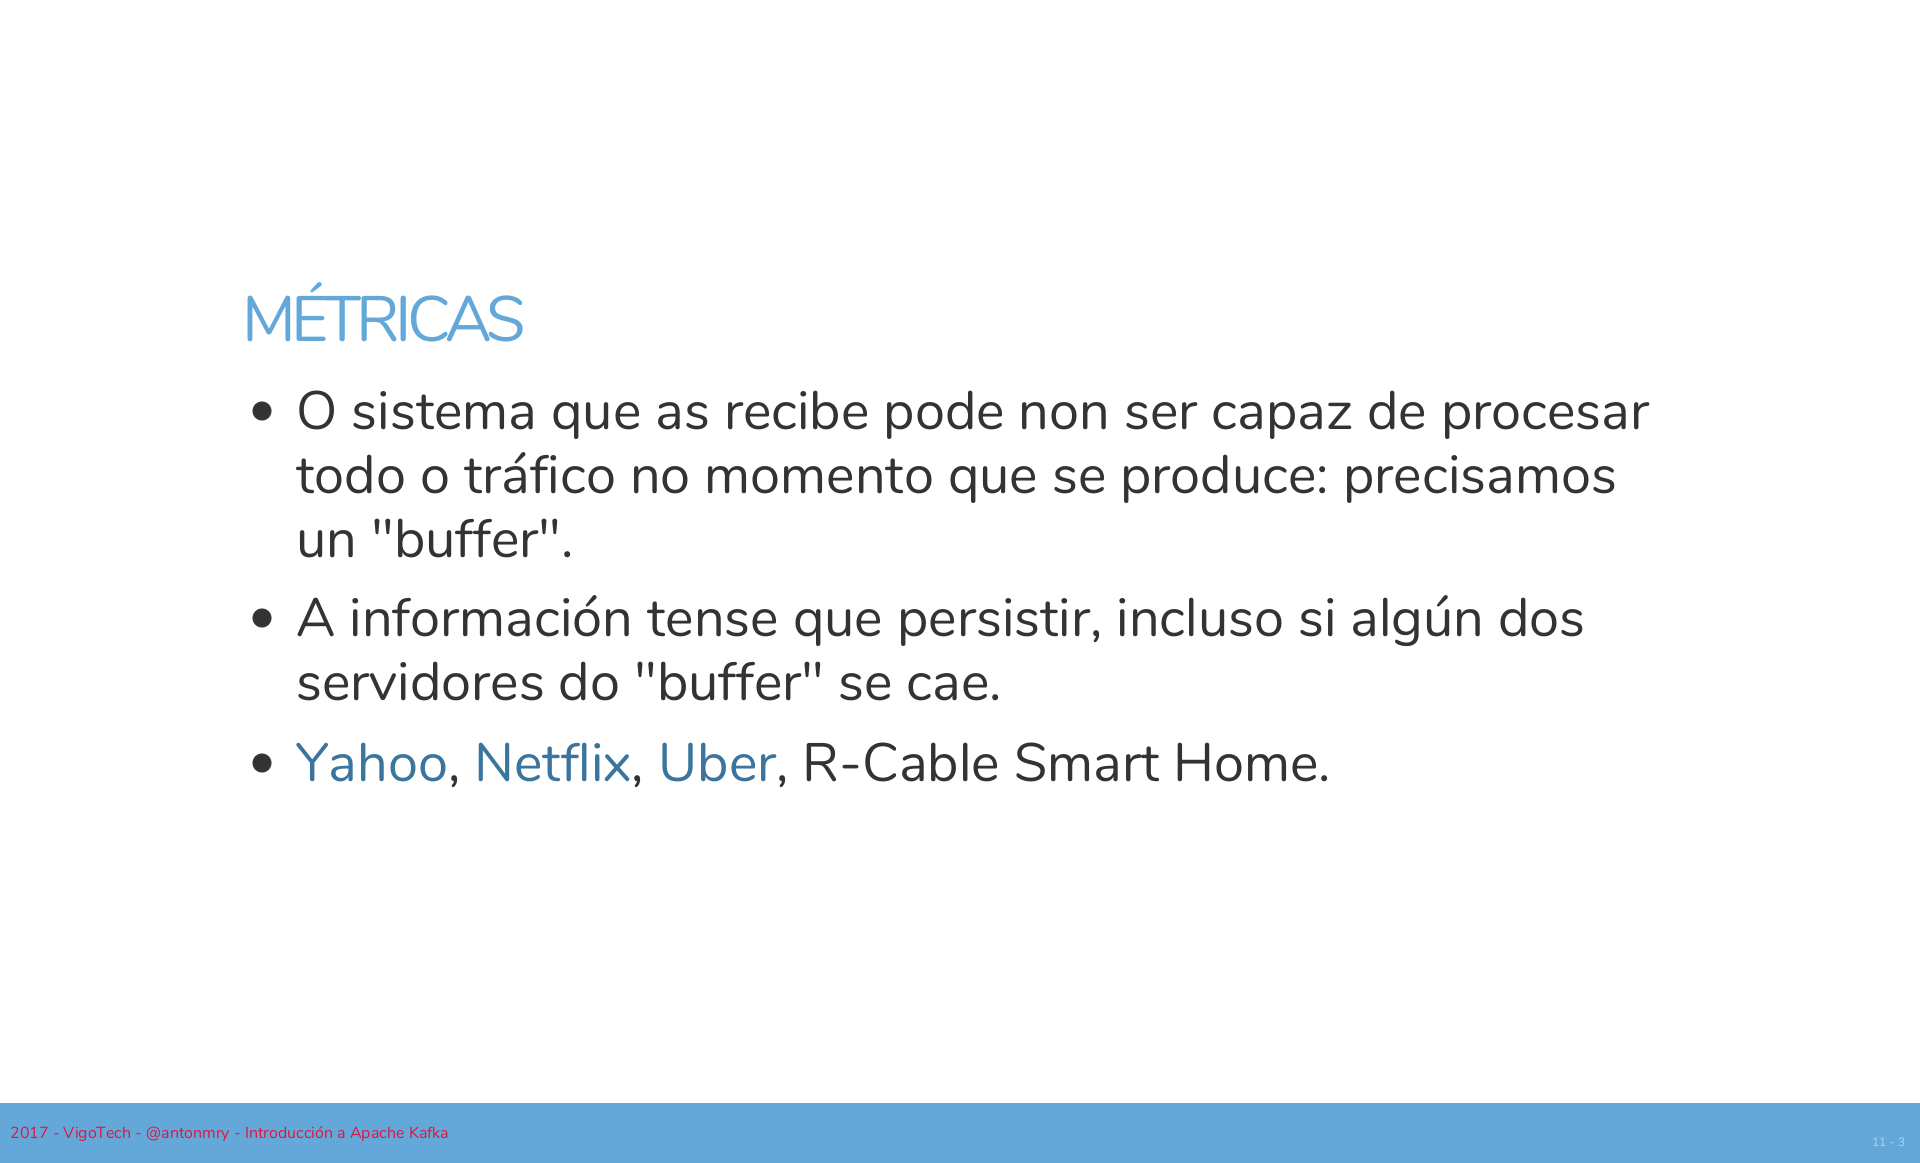 MÉTRICAS
• O sistema que as recibe pode non ser capaz de procesar
todo o tráfico no momento que se produce: precisamos
un "buffer".
• A información tense que persistir, incluso si algún dos
servidores do "buffer" se cae.
• Yahoo, Netflix, Uber, R-Cable Smart Home.
2017 - VigoTech - @antonmry - Introducción a Apache Kafka
11 - 3